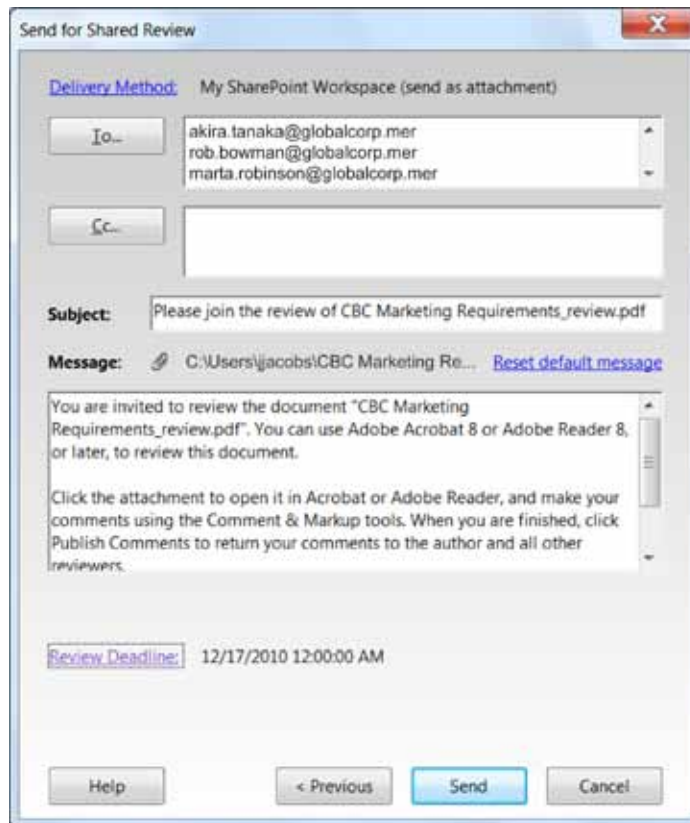 Send for Shared Review
Delivery Method: My SharePoint Workspace (send as attachment)
To... akira.tanaka@globalcorp.mer
rob.bowman@globalcorp.mer
marta.robinson@globalcorp.mer
Cc...
Subject: Please join the review of CBC Marketing Requirements_review.pdf
Message: C:\Users\jjacobs\CBC Marketing Re... Reset default message
You are invited to review the document "CBC Marketing
Requirements_review.pdf". You can use Adobe Acrobat 8 or Adobe Reader 8,
or later, to review this document.
Click the attachment to open it in Acrobat or Adobe Reader, and make your
comments using the Comment & Markup tools. When you are finished, click
Publish Comments to return your comments to the author and all other
reviewers.
Review Deadline: 12/17/2010 12:00:00 AM
Help < Previous Send Cancel